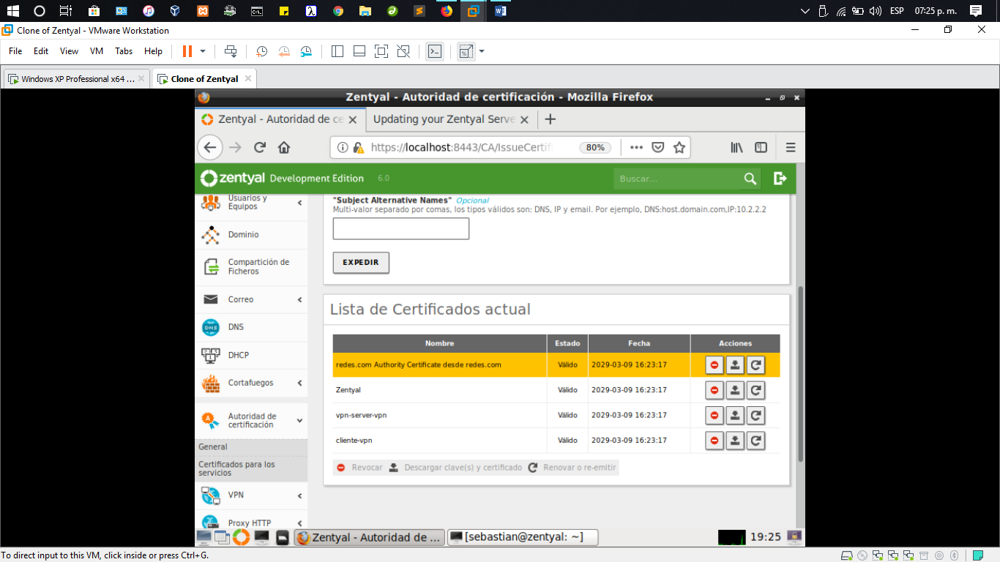 ESP 07:25 p. m.
Clone of Zentyal - VMware Workstation
File Edit View VM Tabs Help
Windows XP Professional x64 ... Clone of Zentyal
Zentyal - Autoridad de certificación - Mozilla Firefox
Zentyal - Autoridad de ce Updating your Zentyal Serve
https://localhost:8443/CA/IssueCertif 80%
zentyal Development Edition 6.0 Buscar...
Usuarios y
Equipos
Dominio
Compartición de
Ficheros
Correo
DNS
DHCP
Cortafuegos
Autoridad de
certificación
General
Certificados para los
servicios
VPN
Proxy HTTP
"Subject Alternative Names" Opcional
Multi-valor separado por comas, los tipos válidos son: DNS, IP y email. Por ejemplo, DNS:host.domain.com,IP:10.2.2.2
EXPEDIR
Lista de Certificados actual
Nombre Estado Fecha Acciones
redes.com Authority Certificate desde redes.com Válido 2029-03-09 16:23:17
Zentyal Válido 2029-03-09 16:23:17
vpn-server-vpn Válido 2029-03-09 16:23:17
cliente-vpn Válido 2029-03-09 16:23:17
Revocar Descargar clave(s) y certificado Renovar o re-emitir
Zentyal - Autoridad de ... [sebastian@zentyal: ~] 19:25
To direct input to this VM, click inside or press Ctrl+G.